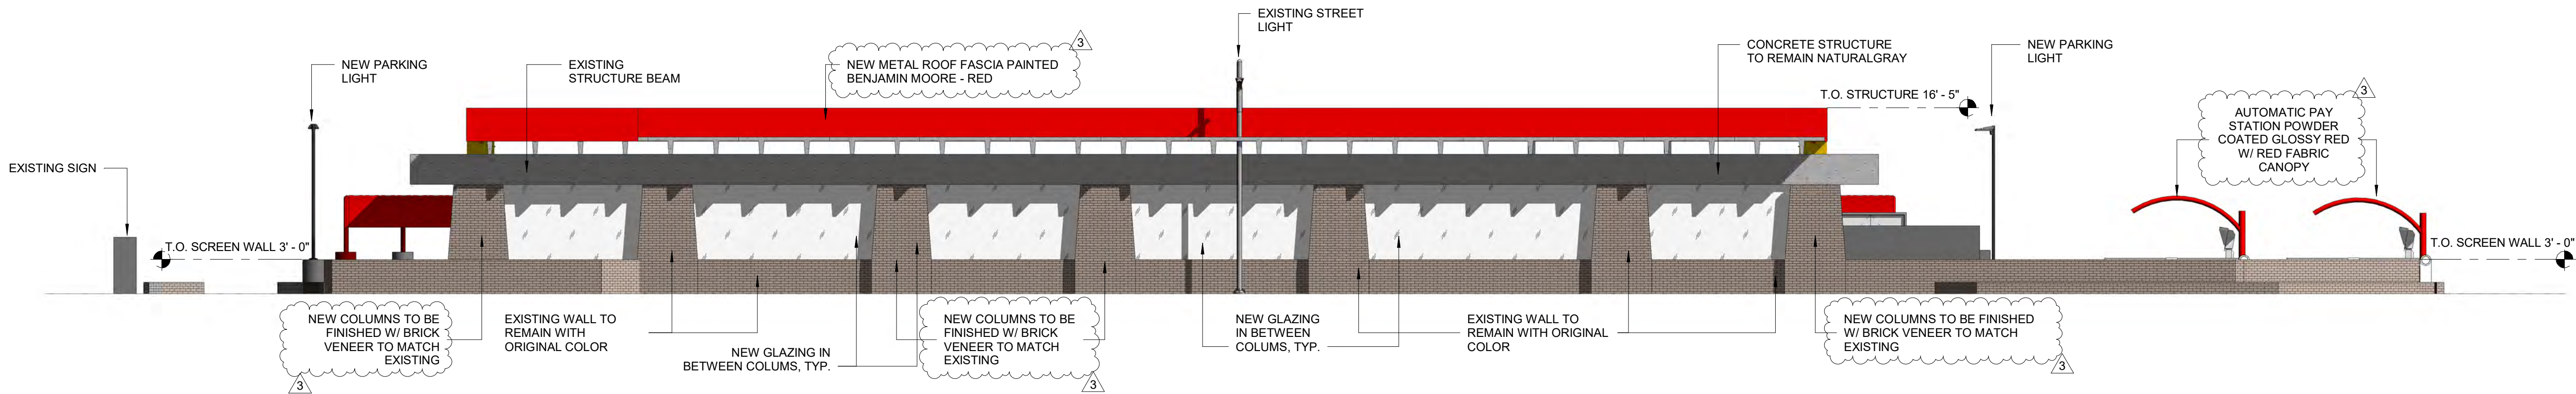 EXISTING STREET
LIGHT
NEW PARKING
LIGHT
EXISTING
STRUCTURE BEAM
3
NEW METAL ROOF FASCIA PAINTED
BENJAMIN MOORE - RED
CONCRETE STRUCTURE
TO REMAIN NATURALGRAY
NEW PARKING
LIGHT
T.O. STRUCTURE 16' - 5"
3
AUTOMATIC PAY
STATION POWDER
COATED GLOSSY RED
W/ RED FABRIC
CANOPY
EXISTING SIGN
T.O. SCREEN WALL 3' - 0"
T.O. SCREEN WALL 3' - 0"
NEW COLUMNS TO BE
FINISHED W/ BRICK
VENEER TO MATCH
EXISTING
3
EXISTING WALL TO
REMAIN WITH
ORIGINAL COLOR
NEW GLAZING IN
BETWEEN COLUMS, TYP.
NEW COLUMNS TO BE
FINISHED W/ BRICK
VENEER TO MATCH
EXISTING
3
NEW GLAZING
IN BETWEEN
COLUMS, TYP.
EXISTING WALL TO
REMAIN WITH ORIGINAL
COLOR
NEW COLUMNS TO BE FINISHED
W/ BRICK VENEER TO MATCH
EXISTING
3